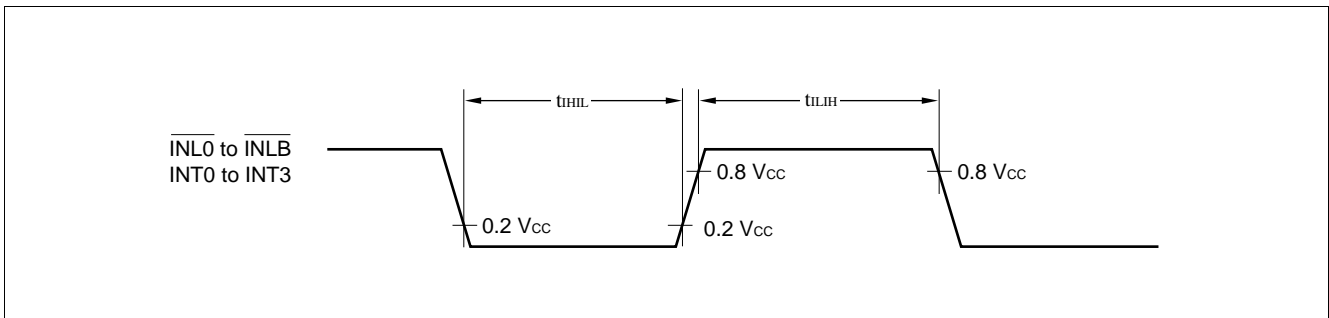 tIHIL
tILIH
INL0 to INLB
INT0 to INT3
0.8 VCC
0.8 VCC
0.2 VCC
0.2 VCC